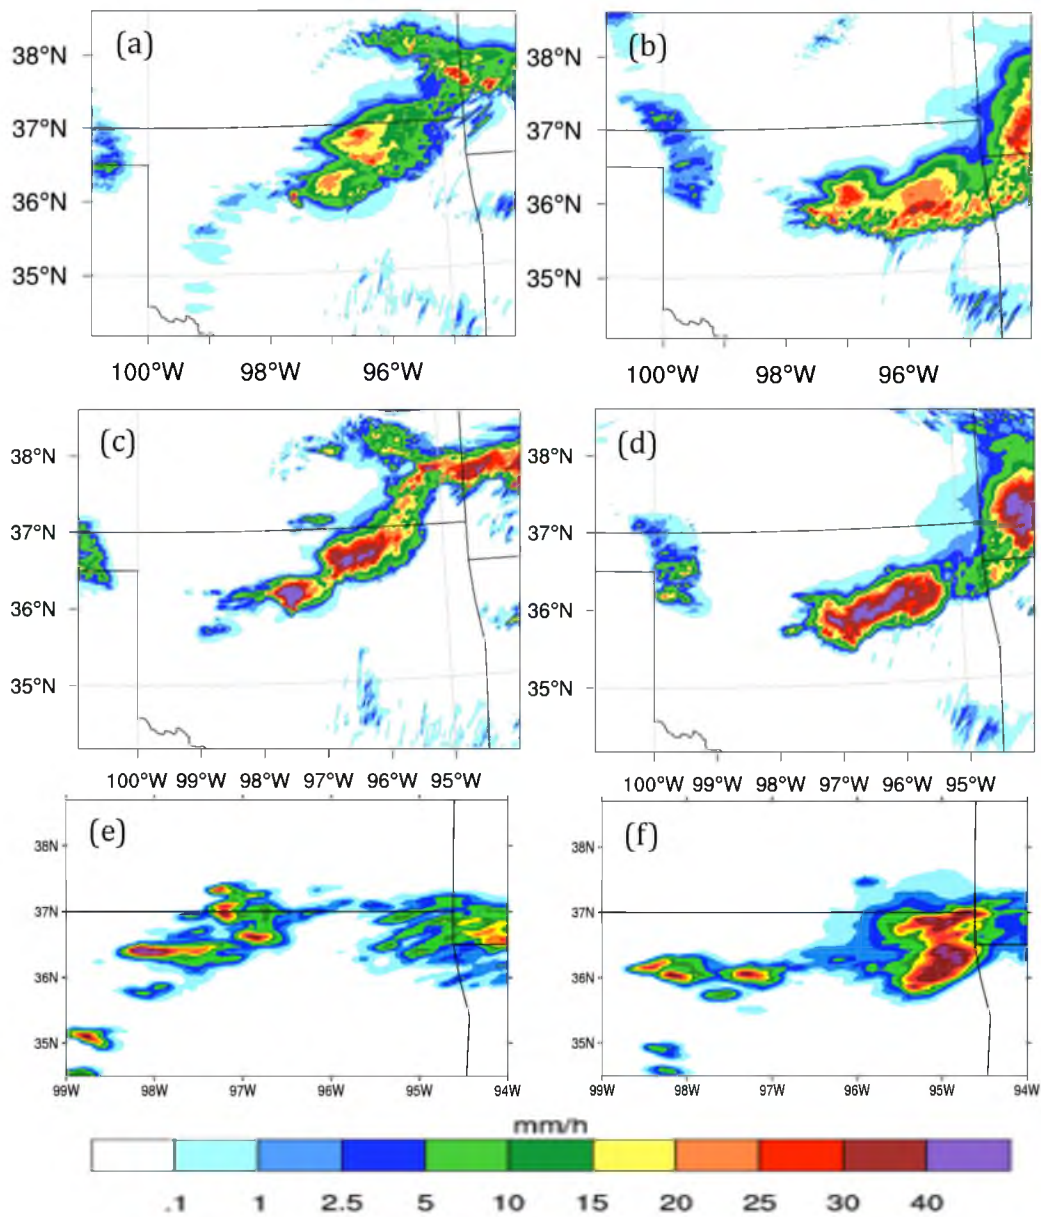 (a) (b)
38°N 38°N
37°N 37°N
36°N 36°N
35°N 35°N
100°W 98°W 96°W 100°W 98°W 96°W
(c) (d)
38°N 38°N
37°N 37°N
36°N 36°N
35°N 35°N
100°W 99°W 98°W 97°W 96°W 95°W 100°W 99°W 98°W 97°W 96°W 95°W
(e) (f)
38N 38N
37N 37N
36N 36N
35N 35N
99W 98W 97W 96W 95W 94W 99W 98W 97W 96W 95W 94W
mm/h
.1 1 2.5 5 10 15 20 25 30 40